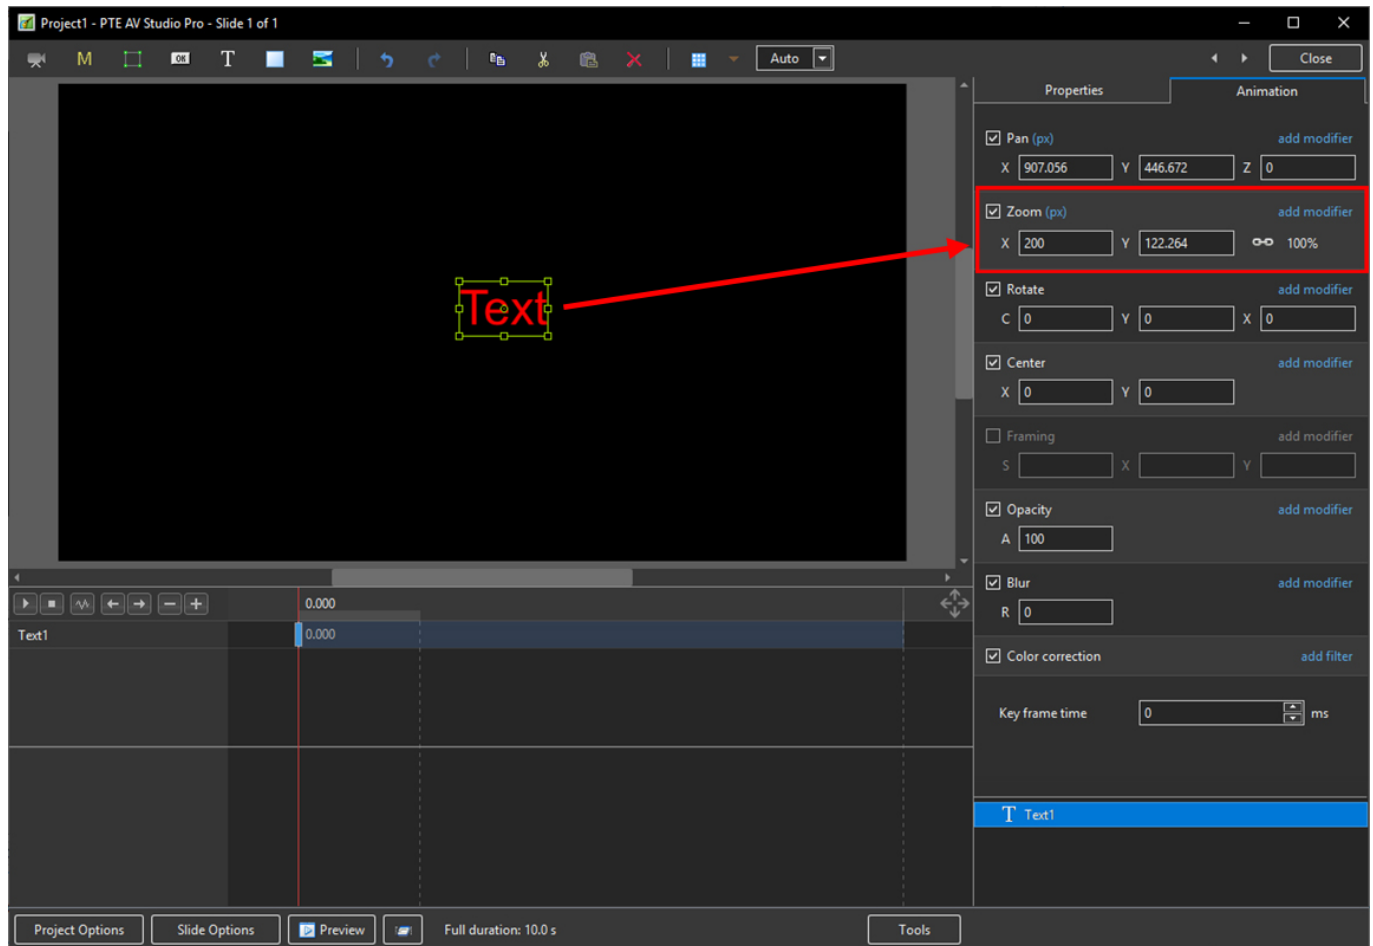 Project1 - PTE AV Studio Pro - Slide 1 of 1
M OK T Auto Close
Properties Animation
Pan (px) add modifier
X 907.056 Y 446.672 Z 0
Zoom (px) add modifier
X 200 Y 122.264 100%
Text
Rotate add modifier
C 0 Y 0 X 0
Center add modifier
X 0 Y 0
Framing add modifier
S X Y
Opacity add modifier
A 100
Blur add modifier
R 0
0.000
Text1 0.000
Color correction add filter
Key frame time 0 ms
T Text1
Project Options Slide Options Preview Full duration: 10.0 s Tools